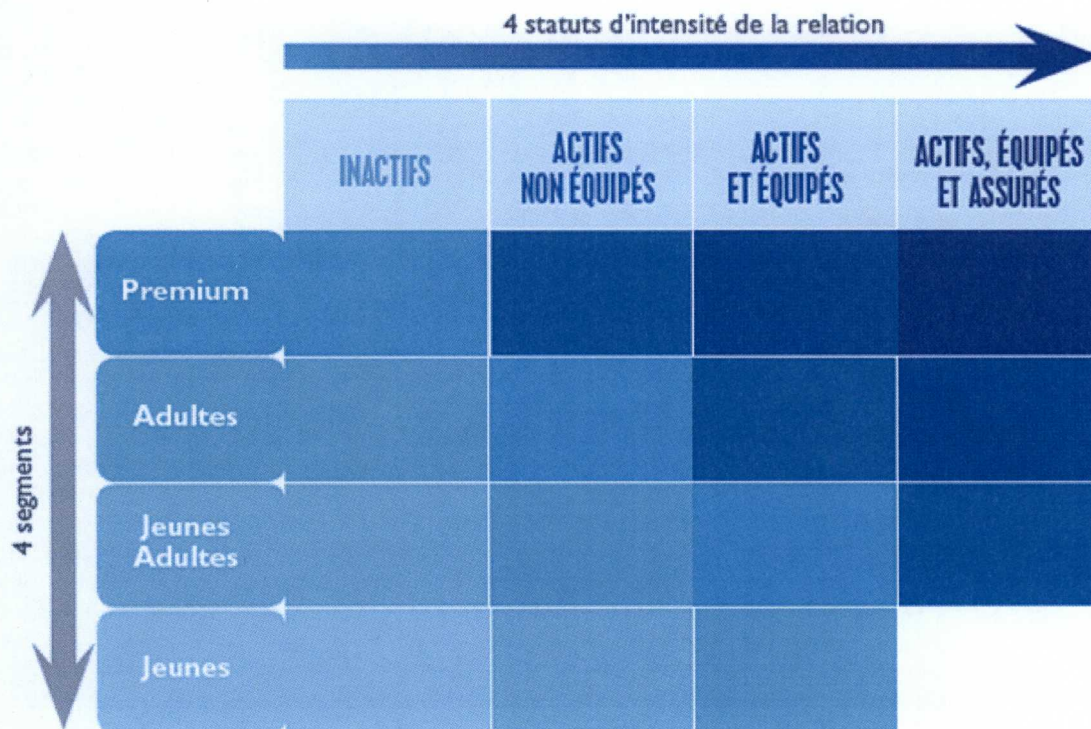 4 statuts d'intensité de la relation
INACTIFS
ACTIFS
NON ÉQUIPÉS
ACTIFS
ET ÉQUIPÉS
ACTIFS, ÉQUIPÉS
ET ASSURÉS
4 segments
Premium
Adultes
Jeunes
Adultes
Jeunes